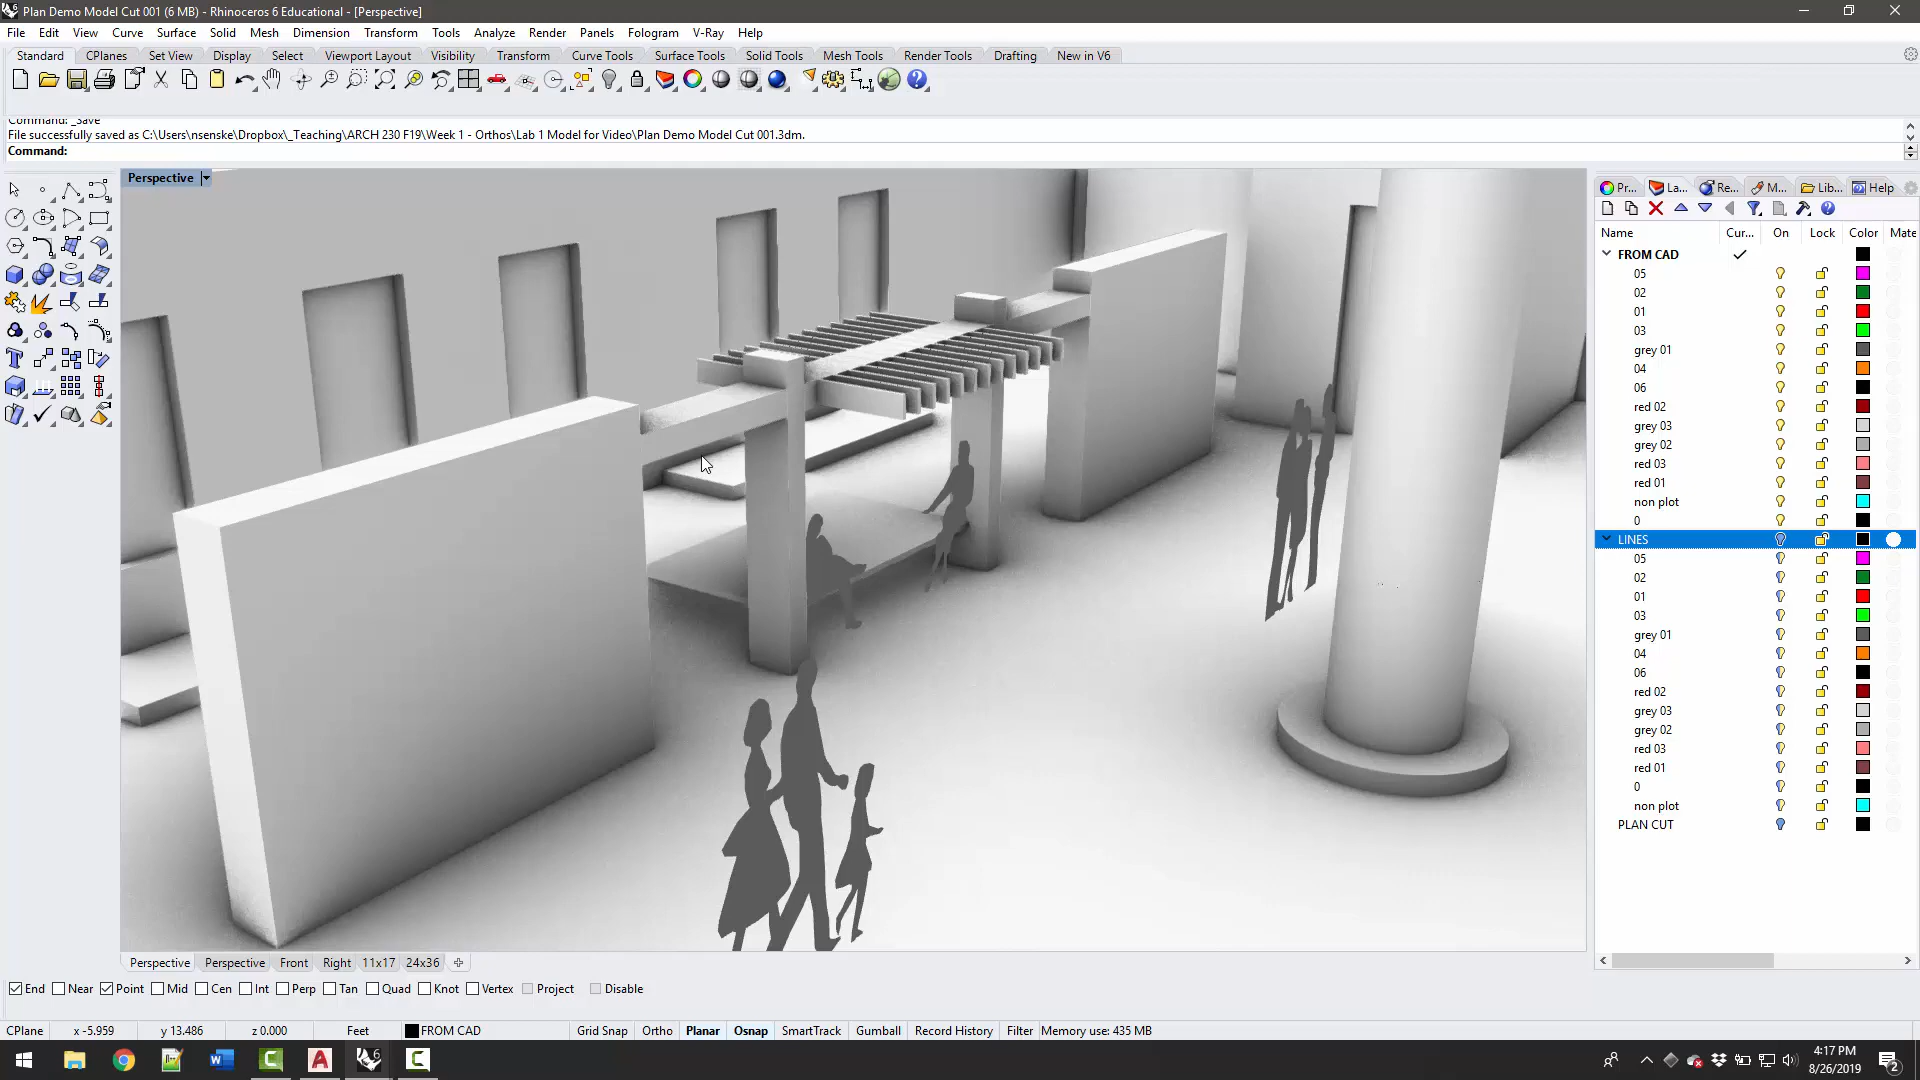 Plan Demo Model Cut 001 (6 MB) - Rhinoceros 6 Educational - [Perspective]
File Edit View Curve Surface Solid Mesh Dimension Transform Tools Analyze Render Panels Fologram V-Ray Help
Standard CPlanes Set View Display Select Viewport Layout Visibility Transform Curve Tools Surface Tools Solid Tools Mesh Tools Render Tools Drafting New in V6
Command: _Save
File successfully saved as C:\Users\nsenske\Dropbox\_Teaching\ARCH 230 F19\Week 1 - Orthos\Lab 1 Model for Video\Plan Demo Model Cut 001.3dm.
Command:
Perspective
Pr... La... Re... M... Lib... Help
Name Cur... On Lock Color Mate
FROM CAD
05
02
01
03
grey 01
04
06
red 02
grey 03
grey 02
red 03
red 01
non plot
0
LINES
05
02
01
03
grey 01
04
06
red 02
grey 03
grey 02
red 03
red 01
0
non plot
PLAN CUT
Perspective Perspective Front Right 11x17 24x36
End Near Point Mid Cen Int Perp Tan Quad Knot Vertex Project Disable
CPlane x -5.959 y 13.486 z 0.000 Feet FROM CAD Grid Snap Ortho Planar Osnap SmartTrack Gumball Record History Filter Memory use: 435 MB
4:17 PM
8/26/2019
2